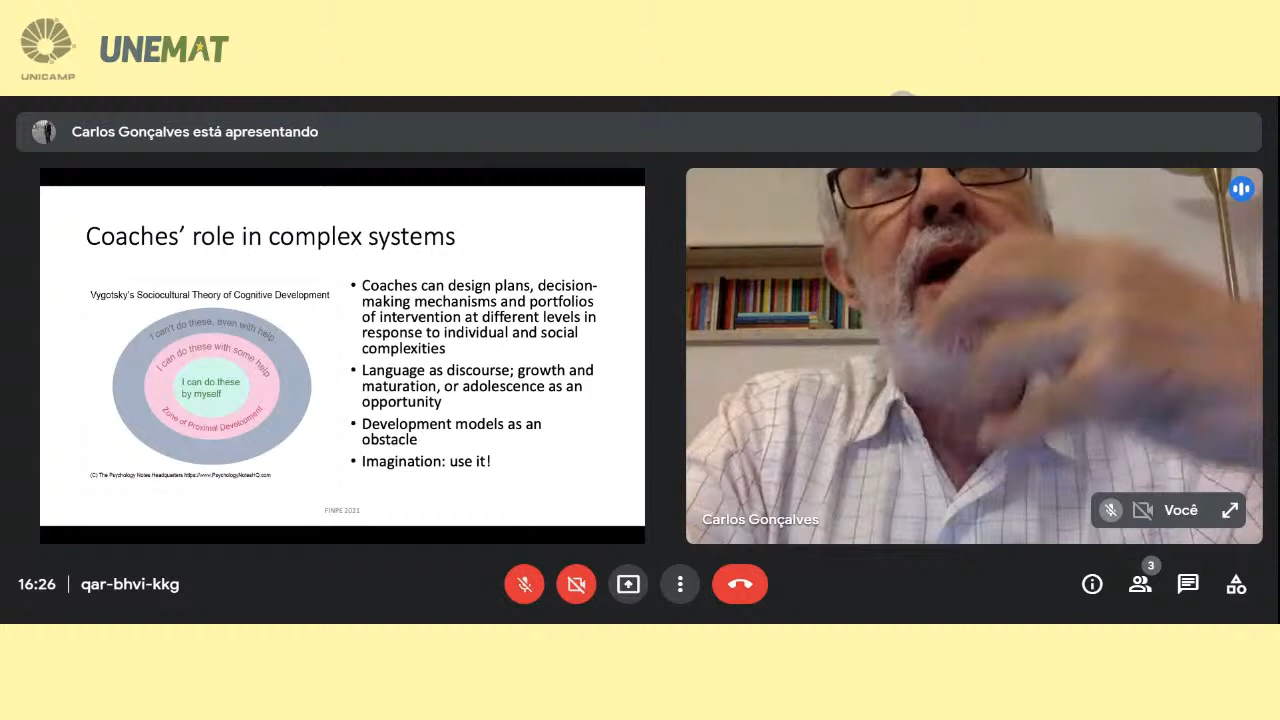 UNICAMP
UNEMAT
Carlos Gonçalves está apresentando
Coaches’ role in complex systems
Vygotsky's Sociocultural Theory of Cognitive Development
I can't do these, even with help
I can do these with some help
I can do these
by myself
Zone of Proximal Development
(C) The Psychology Notes Headquarters https://www.PsychologyNotesHQ.com
• Coaches can design plans, decision-
making mechanisms and portfolios
of intervention at different levels in
response to individual and social
complexities
• Language as discourse; growth and
maturation, or adolescence as an
opportunity
• Development models as an
obstacle
• Imagination: use it!
FINPE 2021
Carlos Gonçalves
Você
16:26 | qar-bhvi-kkg
3